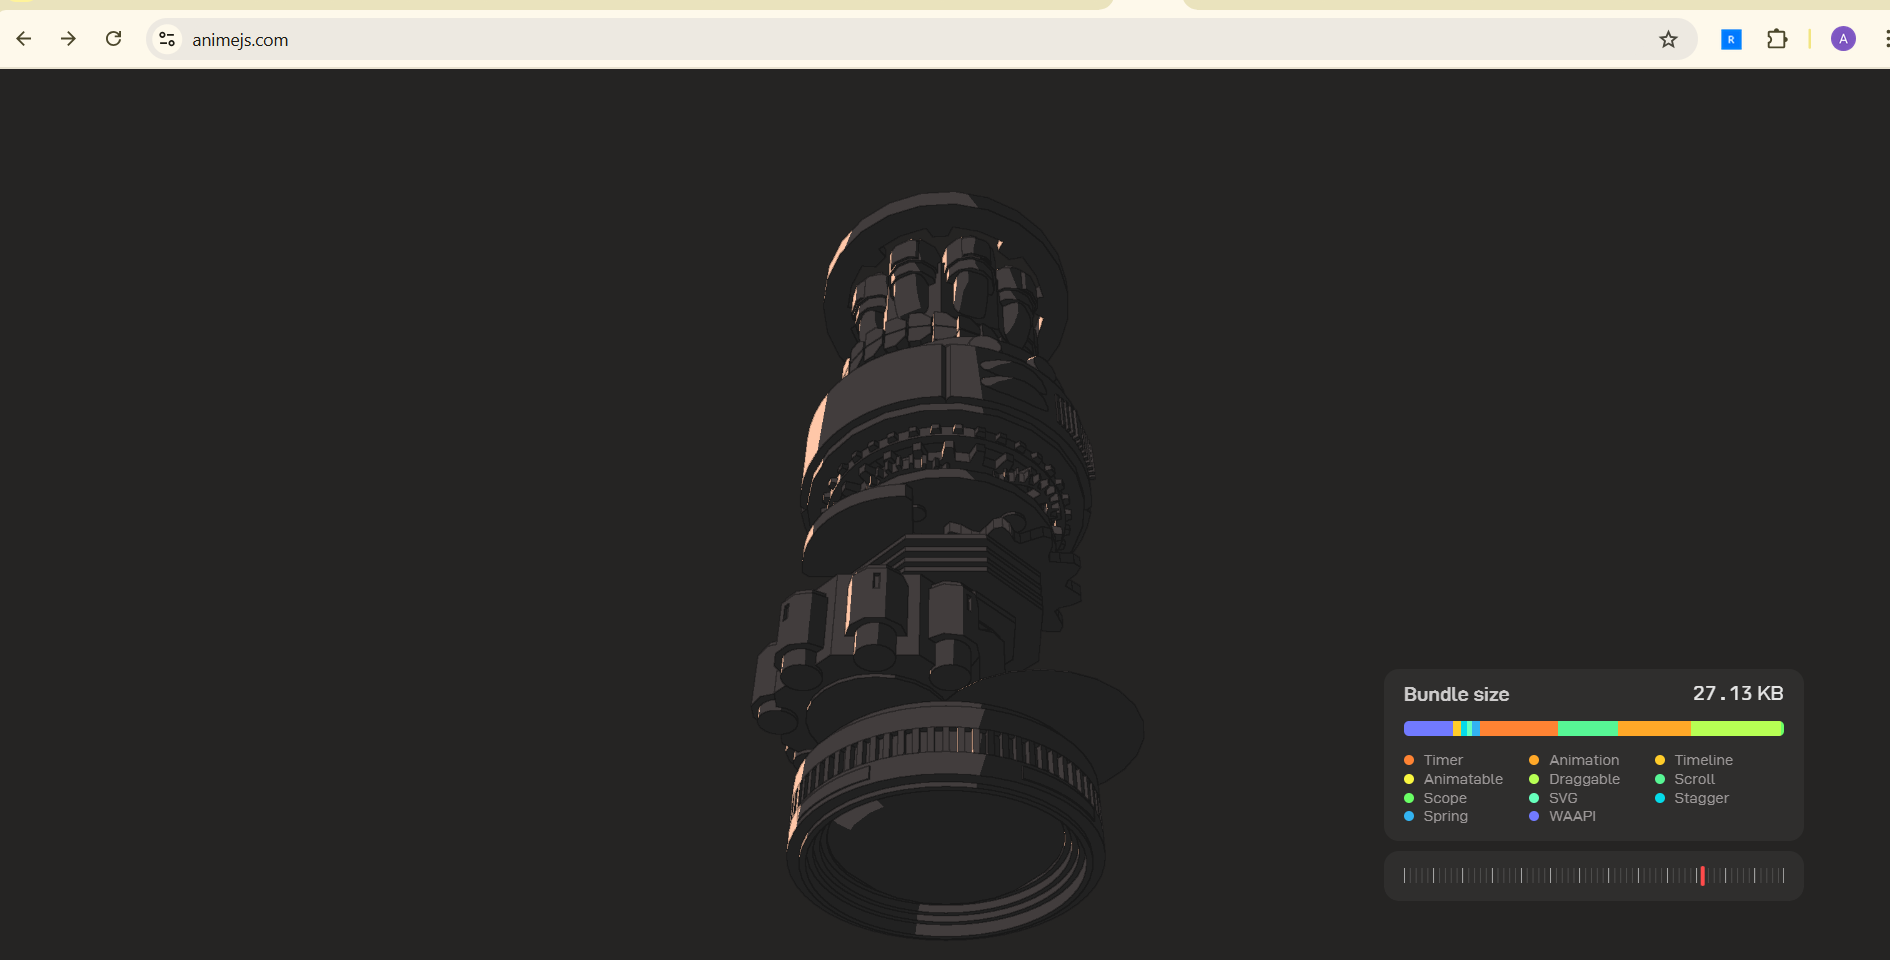 animejs.com
R
A
Bundle size 27.13 KB
Timer Animation Timeline
Animatable Draggable Scroll
Scope SVG Stagger
Spring WAAPI